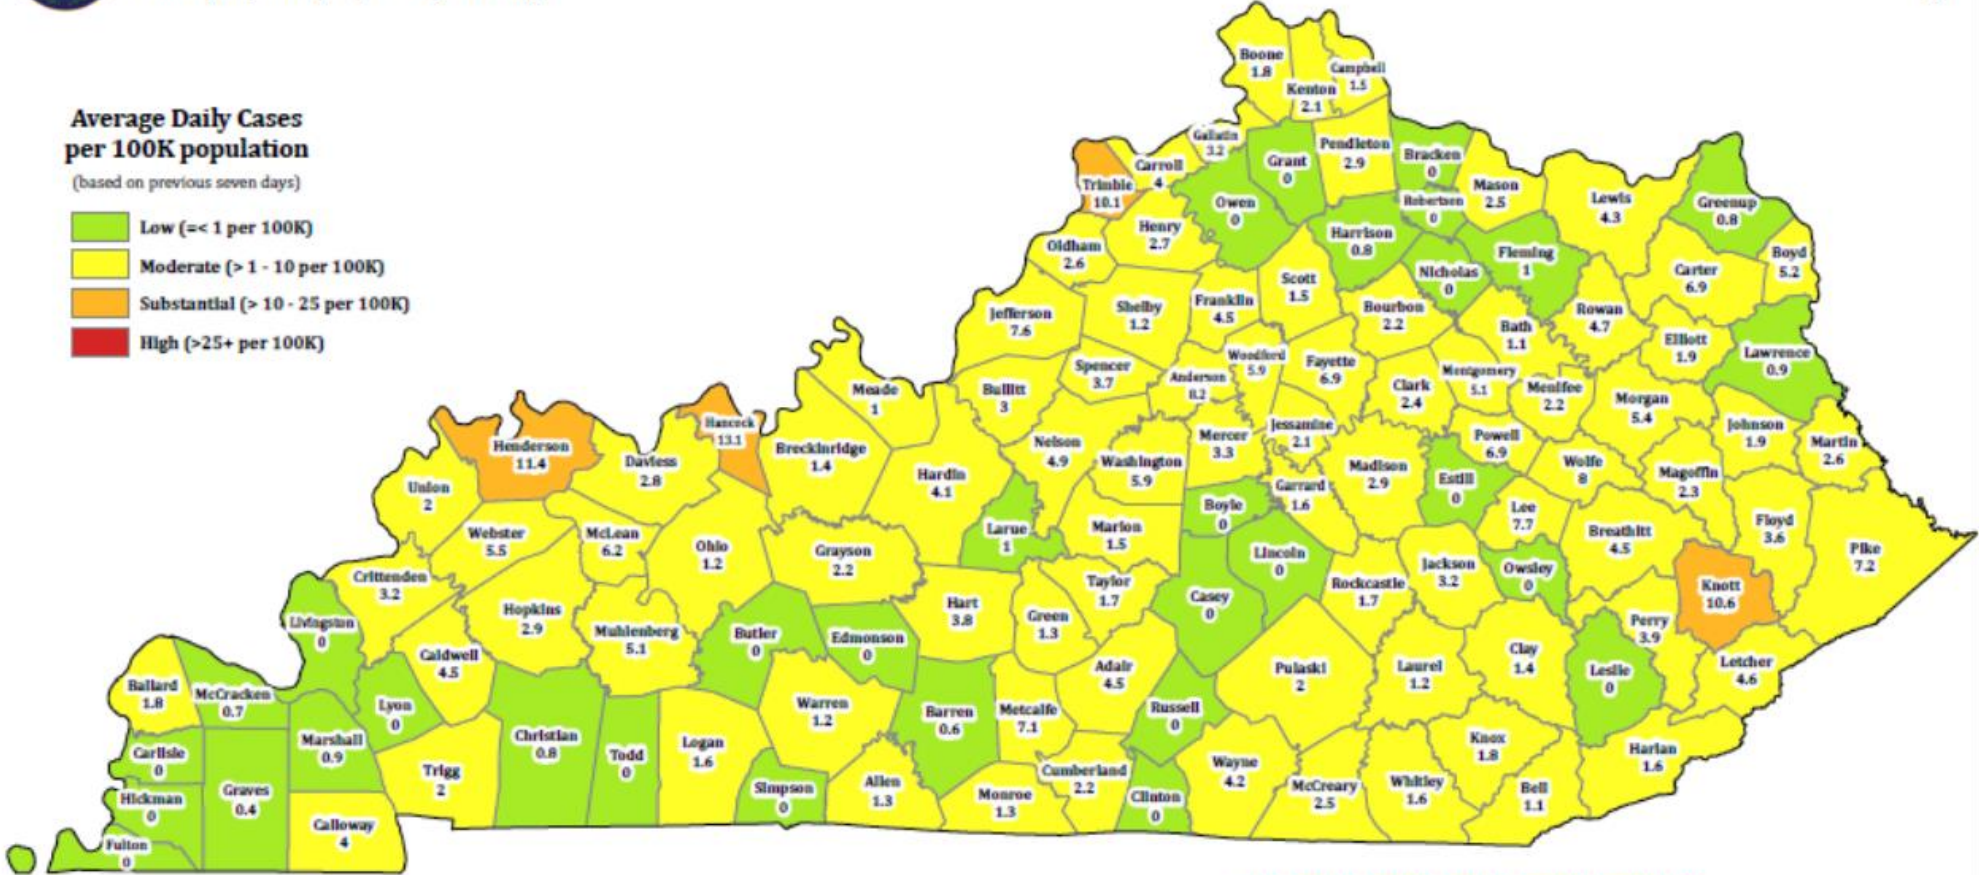 Average Daily Cases
per 100K population
(based on previous seven days)
Low (=< 1 per 100K)
Moderate (> 1 - 10 per 100K)
Substantial (> 10 - 25 per 100K)
High (>25+ per 100K)
Boone
1.8
Kenton
2.1
Campbell
1.5
Gallatin
3.2
Carroll
4
Trimble
10.1
Grant
0
Pendleton
2.9
Bracken
0
Mason
2.5
Robertson
0
Lewis
4.3
Greenup
0.8
Owen
0
Henry
2.7
Oldham
2.6
Harrison
0.8
Nicholas
0
Fleming
1
Boyd
5.2
Carter
6.9
Scott
1.5
Jefferson
7.6
Shelby
1.2
Franklin
4.5
Bourbon
2.2
Bath
1.1
Rowan
4.7
Elliott
1.9
Lawrence
0.9
Spencer
3.7
Anderson
8.2
Woodford
5.9
Fayette
6.9
Clark
2.4
Montgomery
5.1
Menifee
2.2
Morgan
5.4
Johnson
1.9
Martin
2.6
Meade
1
Bullitt
3
Henderson
11.4
Daviess
2.8
Hancock
13.1
Breckinridge
1.4
Hardin
4.1
Nelson
4.9
Washington
5.9
Mercer
3.3
Jessamine
2.1
Garrard
1.6
Madison
2.9
Estill
0
Powell
6.9
Wolfe
8
Magoffin
2.3
Union
2
Webster
5.5
McLean
6.2
Ohio
1.2
Grayson
2.2
Larue
1
Marion
1.5
Boyle
0
Lincoln
0
Lee
7.7
Breathitt
4.5
Floyd
3.6
Pike
7.2
Crittenden
3.2
Hopkins
2.9
Muhlenberg
5.1
Butler
0
Edmonson
0
Hart
3.8
Green
1.3
Taylor
1.7
Casey
0
Rockcastle
1.7
Jackson
3.2
Owsley
0
Perry
3.9
Knott
10.6
Livingston
0
Caldwell
4.5
Lyon
0
Ballard
1.8
McCracken
0.7
Marshall
0.9
Adair
4.5
Pulaski
2
Laurel
1.2
Clay
1.4
Leslie
0
Letcher
4.6
Carlisle
0
Graves
0.4
Trigg
2
Christian
0.8
Todd
0
Logan
1.6
Warren
1.2
Barren
0.6
Metcalfe
7.1
Russell
0
Wayne
4.2
McCreary
2.5
Whitley
1.6
Knox
1.8
Bell
1.1
Harlan
1.6
Hickman
0
Fulton
0
Calloway
4
Simpson
0
Allen
1.3
Monroe
1.3
Cumberland
2.2
Clinton
0